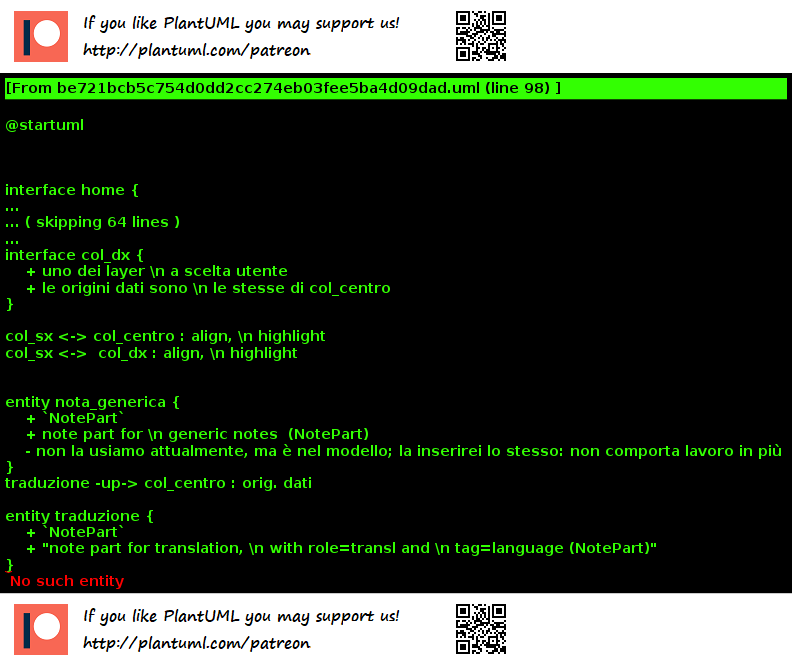 If you like PlantUML you may support us!
http://plantuml.com/patreon
[From be721bcb5c754d0dd2cc274eb03fee5ba4d09dad.uml (line 98) ]
@startuml
interface home {
...
... ( skipping 64 lines )
...
interface col_dx {
+ uno dei layer \n a scelta utente
+ le origini dati sono \n le stesse di col_centro
}
col_sx <-> col_centro : align, \n highlight
col_sx <->  col_dx : align, \n highlight
entity nota_generica {
+ `NotePart`
+ note part for \n generic notes  (NotePart)
- non la usiamo attualmente, ma è nel modello; la inserirei lo stesso: non comporta lavoro in più
}
traduzione -up-> col_centro : orig. dati
entity traduzione {
+ `NotePart`
+ "note part for translation, \n with role=transl and \n tag=language (NotePart)"
}
No such entity
If you like PlantUML you may support us!
http://plantuml.com/patreon